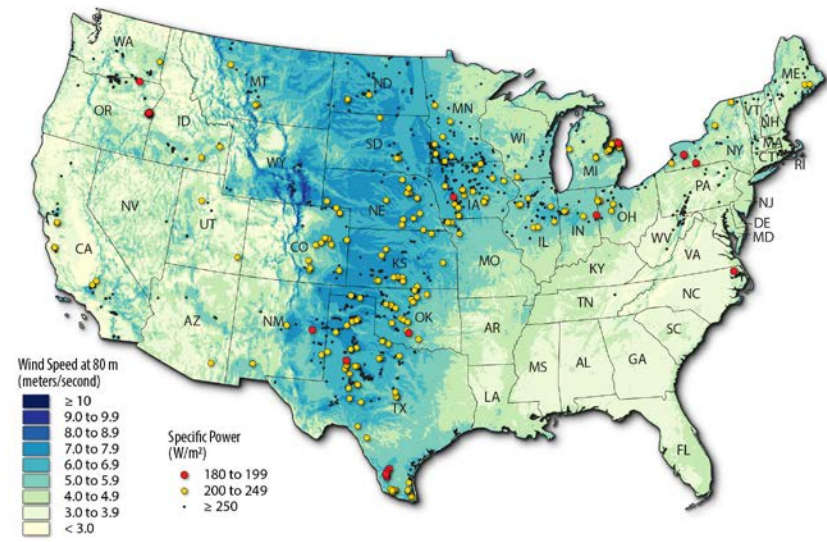 WA
MT
ND
MN
ME
VT
NH
OR
ID
WI
MA
CT
RI
NY
SD
MI
WY
PA
NJ
NV
NE
IA
OH
DE
MD
UT
IL
IN
WV
CA
CO
KS
MO
VA
KY
NC
TN
AZ
NM
OK
AR
SC
MS
AL
GA
LA
TX
FL
Wind Speed at 80 m
(meters/second)
≥ 10
9.0 to 9.9
8.0 to 8.9
7.0 to 7.9
6.0 to 6.9
5.0 to 5.9
4.0 to 4.9
3.0 to 3.9
< 3.0
Specific Power
(W/m²)
180 to 199
200 to 249
≥ 250